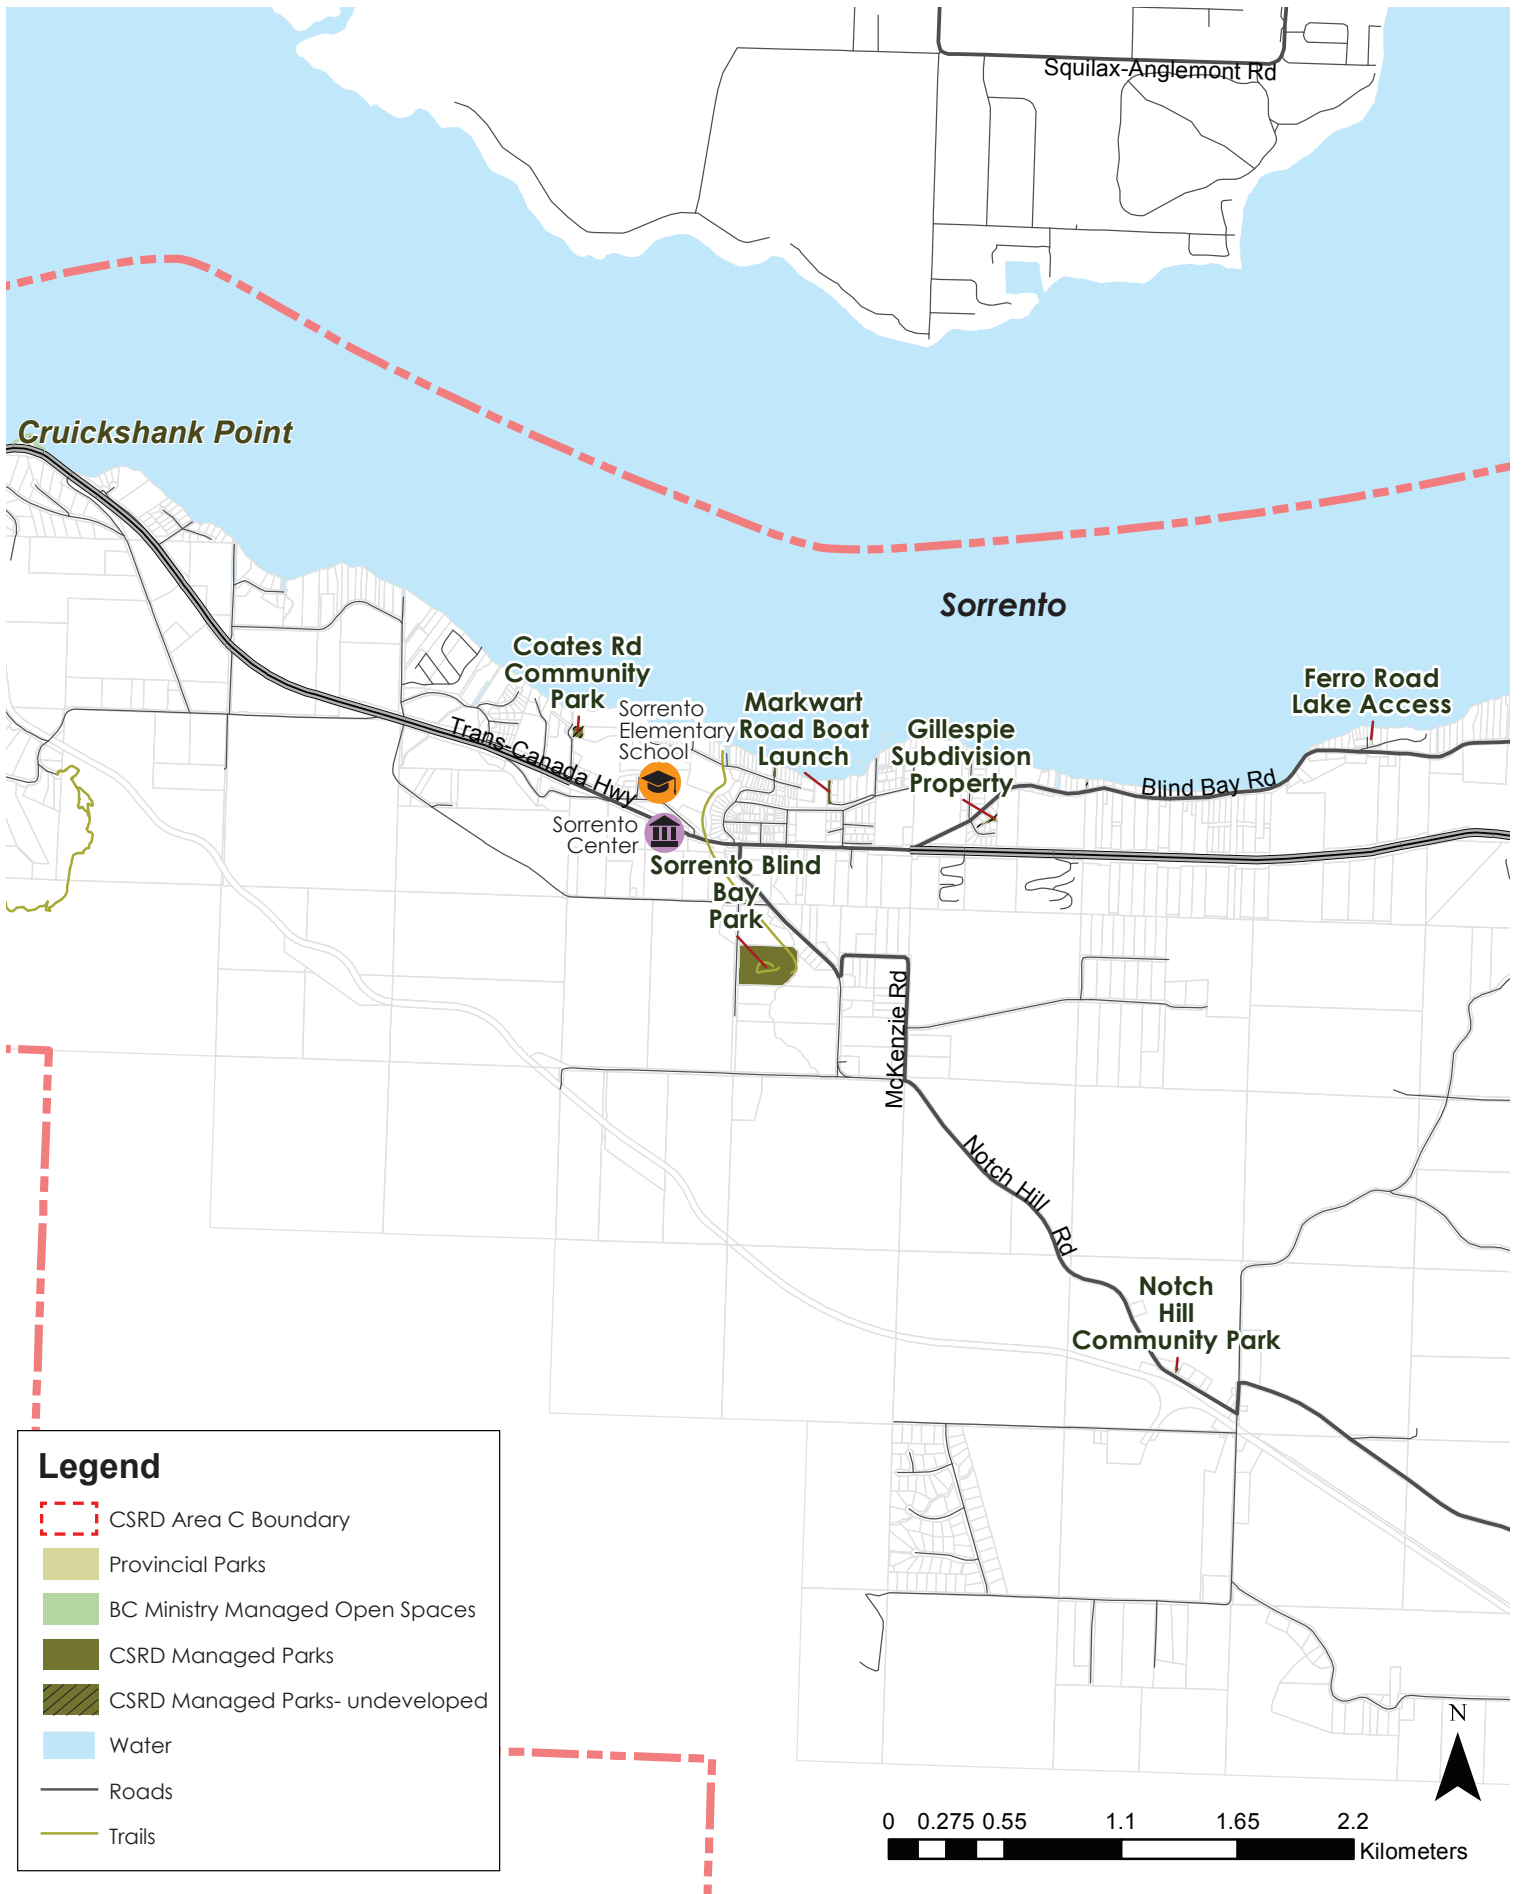 Squilax-Anglemont Rd
Cruickshank Point
Sorrento
Coates Rd
Community
Park
Sorrento
Elementary
School
Markwart
Road Boat
Launch
Gillespie
Subdivision
Property
Ferro Road
Lake Access
Blind Bay Rd
Trans-Canada Hwy
Sorrento
Center
Sorrento Blind
Bay
Park
McKenzie Rd
Notch Hill Rd
Notch
Hill
Community Park
Legend
CSRD Area C Boundary
Provincial Parks
BC Ministry Managed Open Spaces
CSRD Managed Parks
CSRD Managed Parks- undeveloped
Water
Roads
Trails
N
0 0.275 0.55 1.1 1.65 2.2
Kilometers